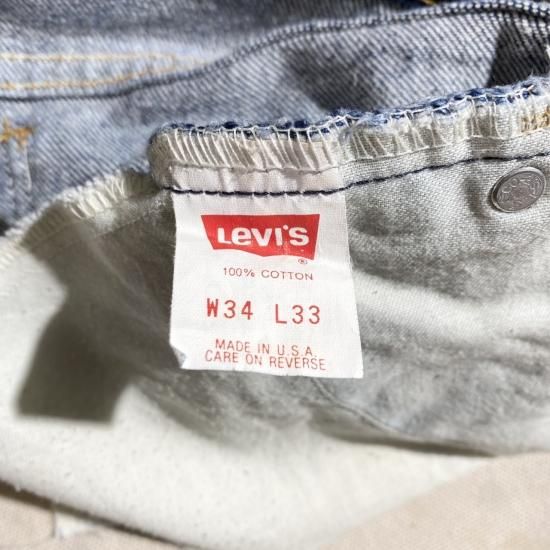 LEVI'S
®
100% COTTON
W34 L33
MADE IN U.S.A.
CARE ON REVERSE